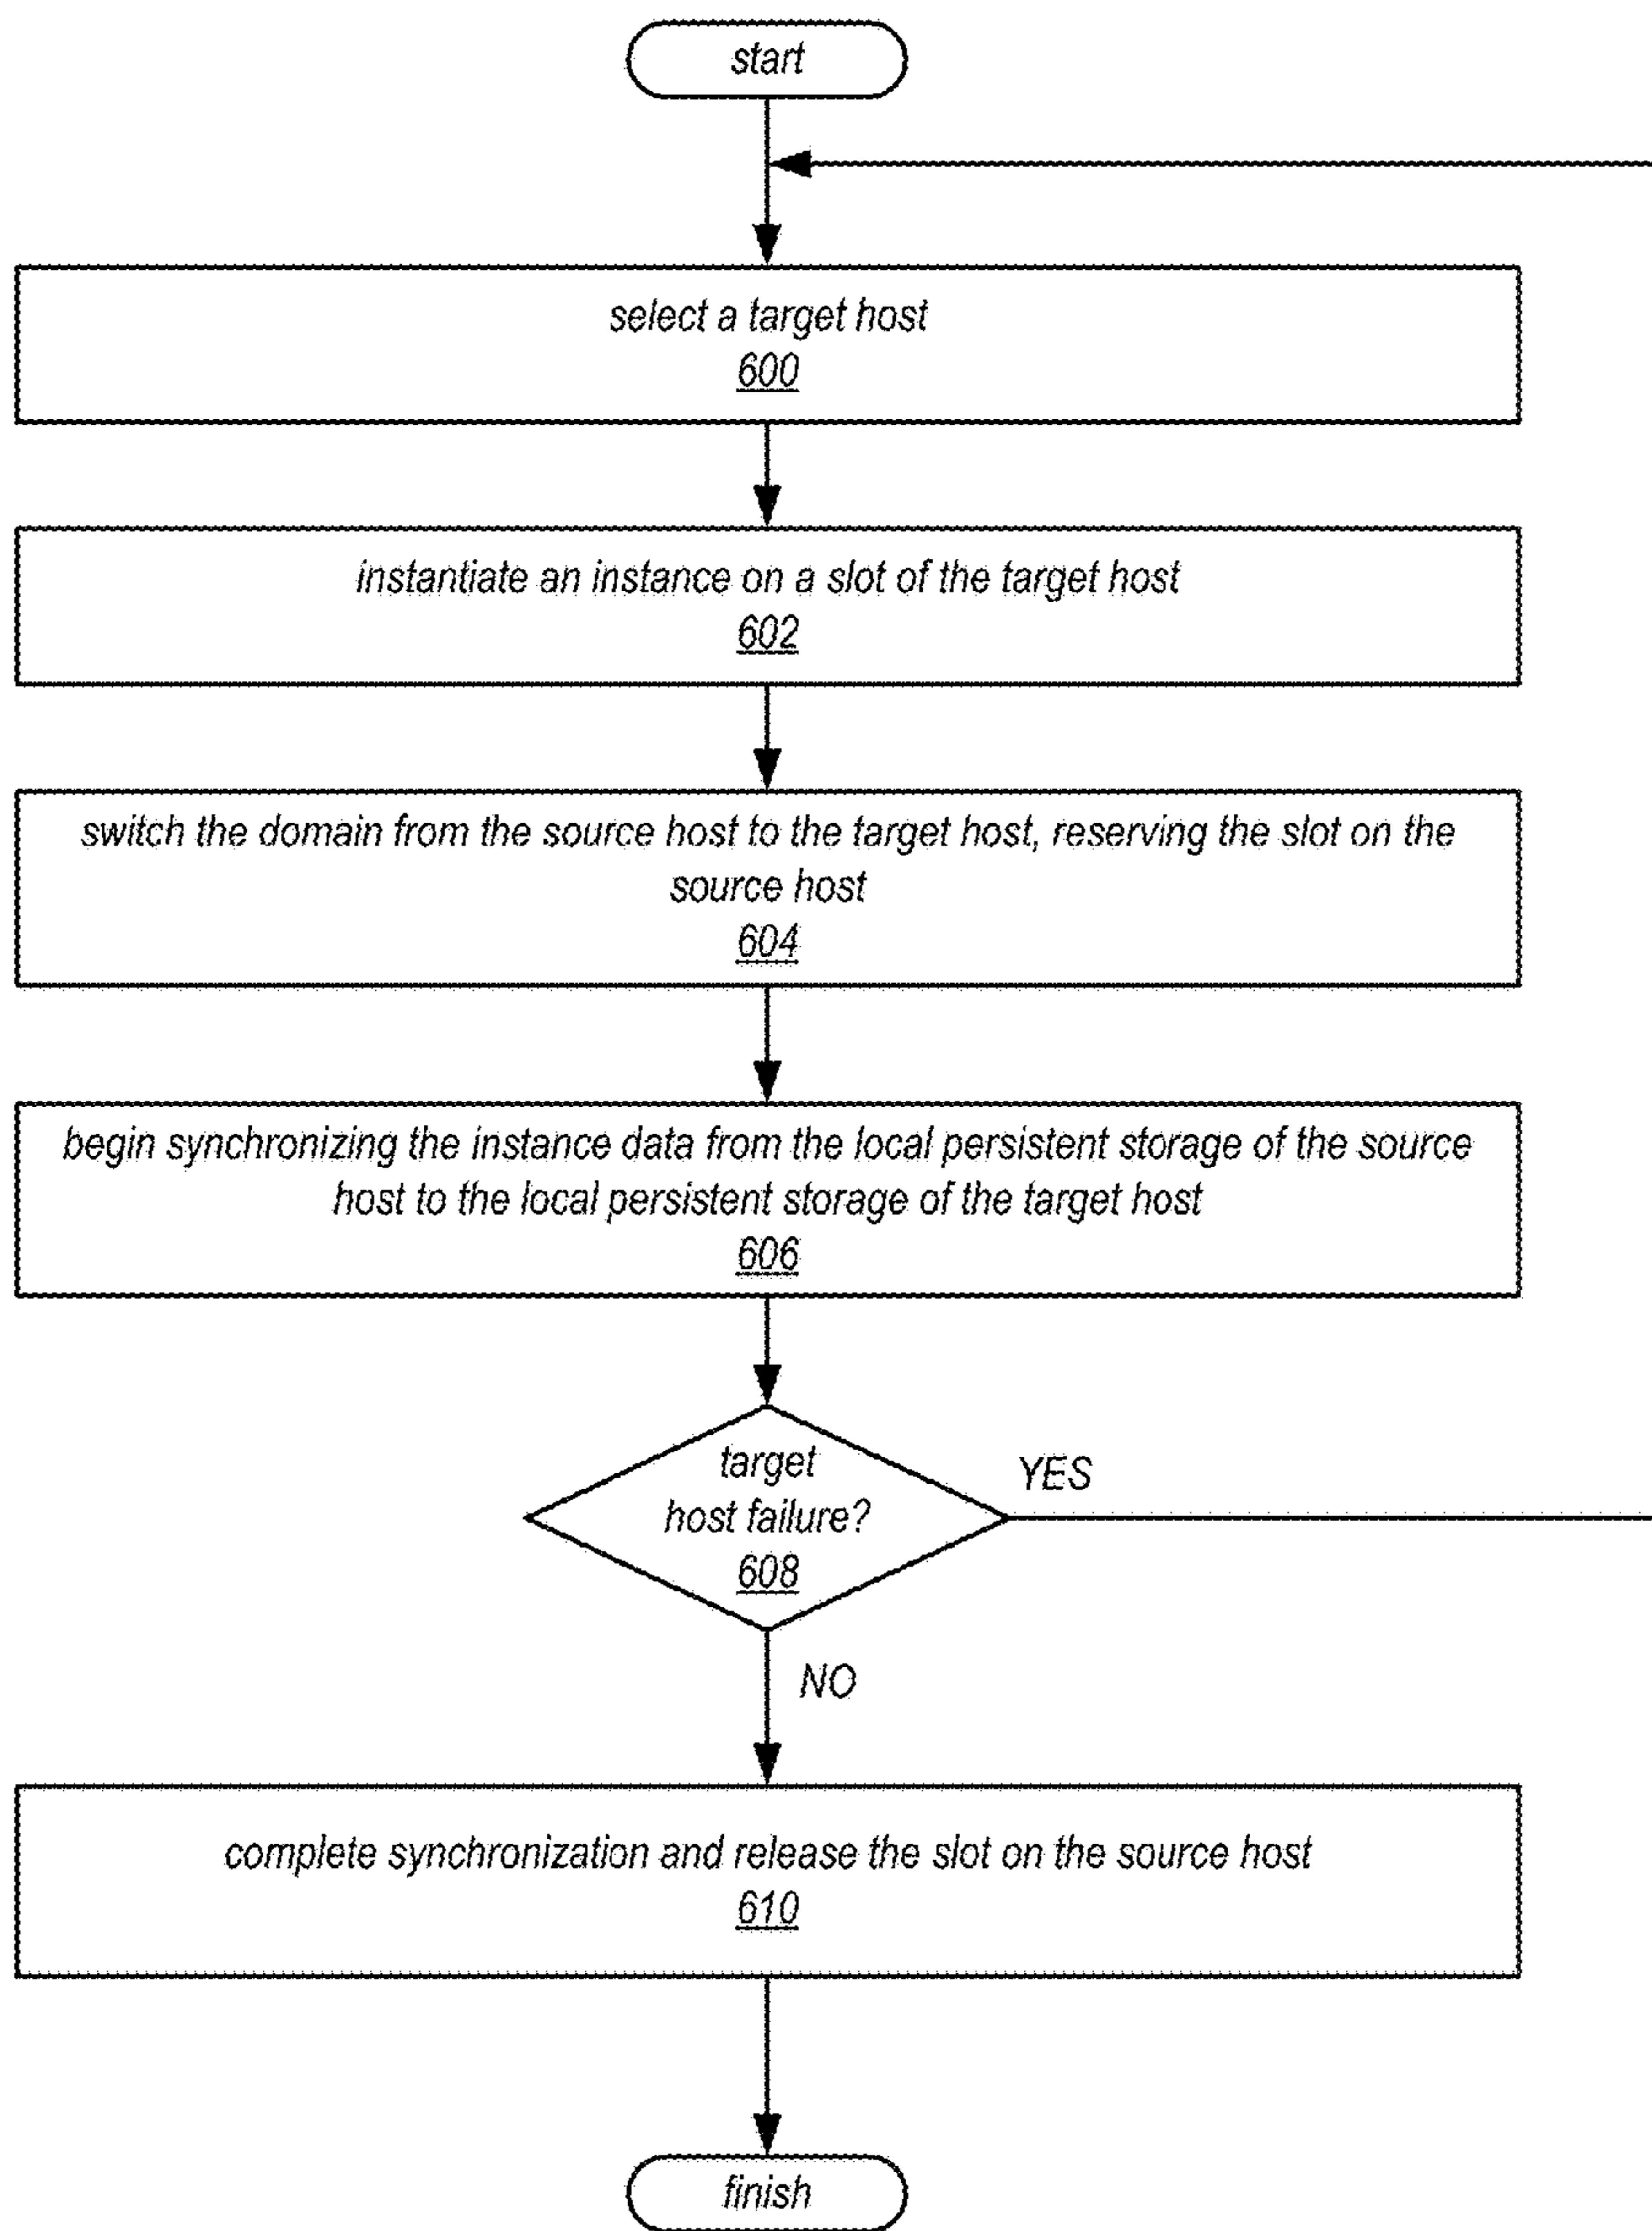 start
select a target host
600
instantiate an instance on a slot of the target host
602
switch the domain from the source host to the target host, reserving the slot on the
source host
604
begin synchronizing the instance data from the local persistent storage of the source
host to the local persistent storage of the target host
606
target
host failure?
608
YES
NO
complete synchronization and release the slot on the source host
610
finish